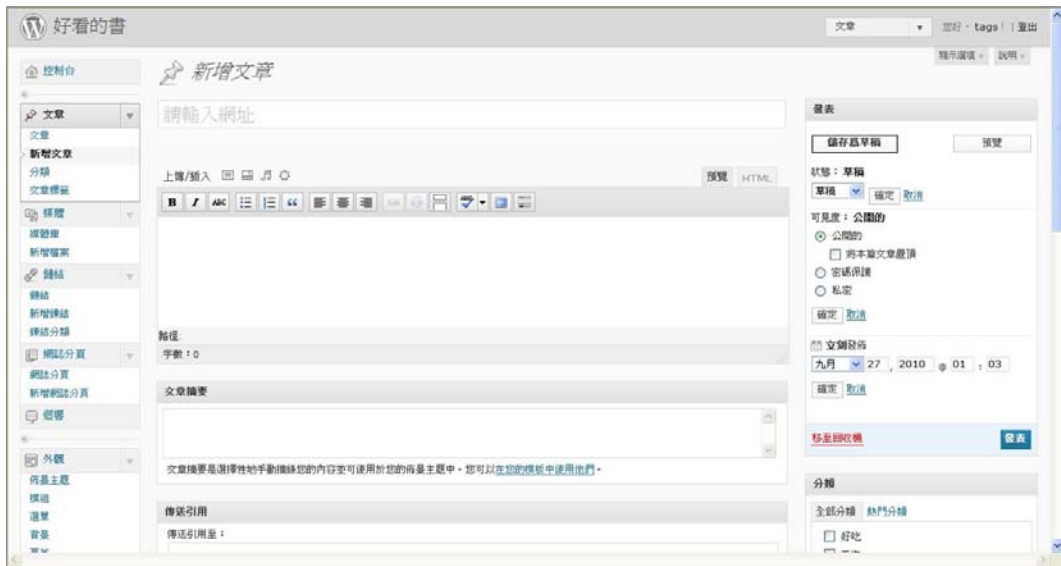 好看的書
文章
您好，tags！ | 登出
控制台
顯示選項 說明
新增文章
文章
文章
新增文章
分類
文章標籤
媒體
媒體庫
新增檔案
鏈結
鏈結
新增鍊結
鍊結分類
網誌分頁
網誌分頁
新增網誌分頁
迴響
外觀
佈景主題
模組
選單
背景
請輸入網址
上傳/插入
預覽 HTML
B I ABC
路徑:
字數：0
文章摘要
文章摘要是選擇性地手動摘錄您的內容並可使用於您的佈景主題中。您可以在您的模板中使用他們。
傳送引用
傳送引用至：
發表
儲存為草稿 預覽
狀態：草稿
草稿 確定 取消
可見度：公開的
公開的
將本篇文章置頂
密碼保護
私密
確定 取消
立刻發佈
九月 27 , 2010 @ 01 : 03
確定 取消
移至回收桶 發表
分類
全部分類 熱門分類
好吃